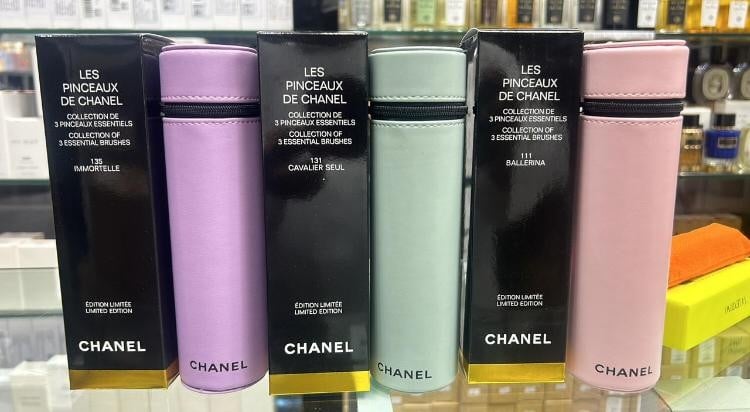 LES
PINCEAUX
DE CHANEL
COLLECTION DE
3 PINCEAUX ESSENTIELS
COLLECTION OF
3 ESSENTIAL BRUSHES
135
IMMORTELLE
ÉDITION LIMITÉE
LIMITED EDITION
CHANEL
CHANEL
LES
PINCEAUX
DE CHANEL
COLLECTION DE
3 PINCEAUX ESSENTIELS
COLLECTION OF
3 ESSENTIAL BRUSHES
131
CAVALIER SEUL
ÉDITION LIMITÉE
LIMITED EDITION
CHANEL
CHANEL
LES
PINCEAUX
DE CHANEL
COLLECTION DE
3 PINCEAUX ESSENTIELS
COLLECTION OF
3 ESSENTIAL BRUSHES
111
BALLERINA
ÉDITION LIMITÉE
LIMITED EDITION
CHANEL
CHANEL